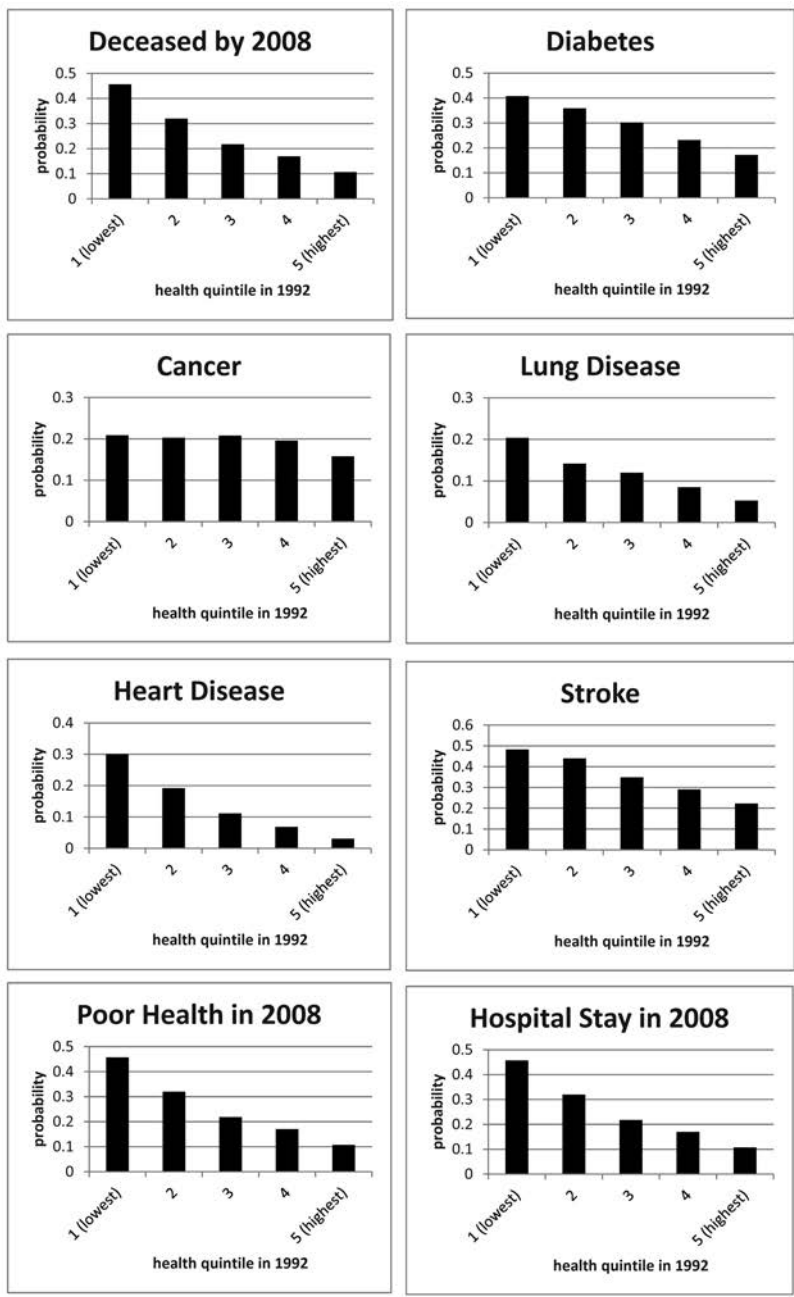 Deceased by 2008
0.5
0.4
0.3
0.2
0.1
0
probability
1 (lowest)
2
3
4
5 (highest)
health quintile in 1992
Diabetes
0.5
0.4
0.3
0.2
0.1
0
probability
1 (lowest)
2
3
4
5 (highest)
health quintile in 1992
Cancer
0.3
0.2
0.1
0
probability
1 (lowest)
2
3
4
5 (highest)
health quintile in 1992
Lung Disease
0.3
0.2
0.1
0
probability
1 (lowest)
2
3
4
5 (highest)
health quintile in 1992
Heart Disease
0.4
0.3
0.2
0.1
0
probability
1 (lowest)
2
3
4
5 (highest)
health quintile in 1992
Stroke
0.6
0.5
0.4
0.3
0.2
0.1
0
probability
1 (lowest)
2
3
4
5 (highest)
health quintile in 1992
Poor Health in 2008
0.5
0.4
0.3
0.2
0.1
0
probability
1 (lowest)
2
3
4
5 (highest)
health quintile in 1992
Hospital Stay in 2008
0.5
0.4
0.3
0.2
0.1
0
probability
1 (lowest)
2
3
4
5 (highest)
health quintile in 1992